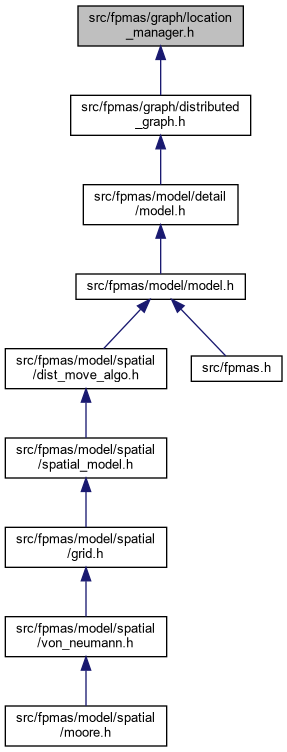 src/fpmas/graph/location
_manager.h
src/fpmas/graph/distributed
_graph.h
src/fpmas/model/detail
/model.h
src/fpmas/model/model.h
src/fpmas/model/spatial
/dist_move_algo.h
src/fpmas.h
src/fpmas/model/spatial
/spatial_model.h
src/fpmas/model/spatial
/grid.h
src/fpmas/model/spatial
/von_neumann.h
src/fpmas/model/spatial
/moore.h